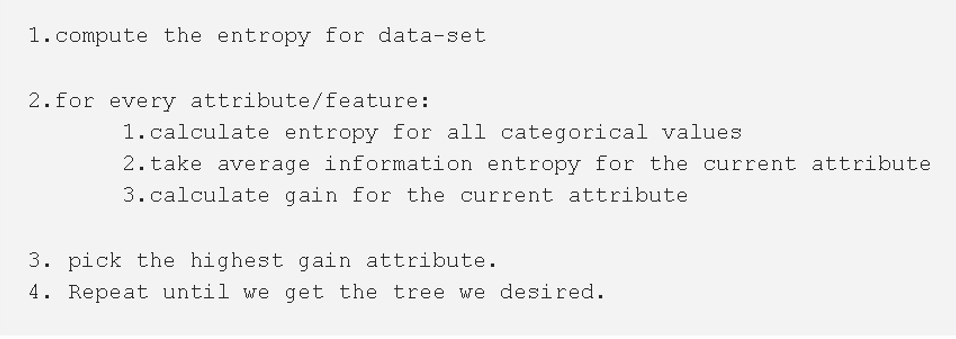 1.compute the entropy for data-set
2.for every attribute/feature:
1.calculate entropy for all categorical values
2.take average information entropy for the current attribute
3.calculate gain for the current attribute
3. pick the highest gain attribute.
4. Repeat until we get the tree we desired.